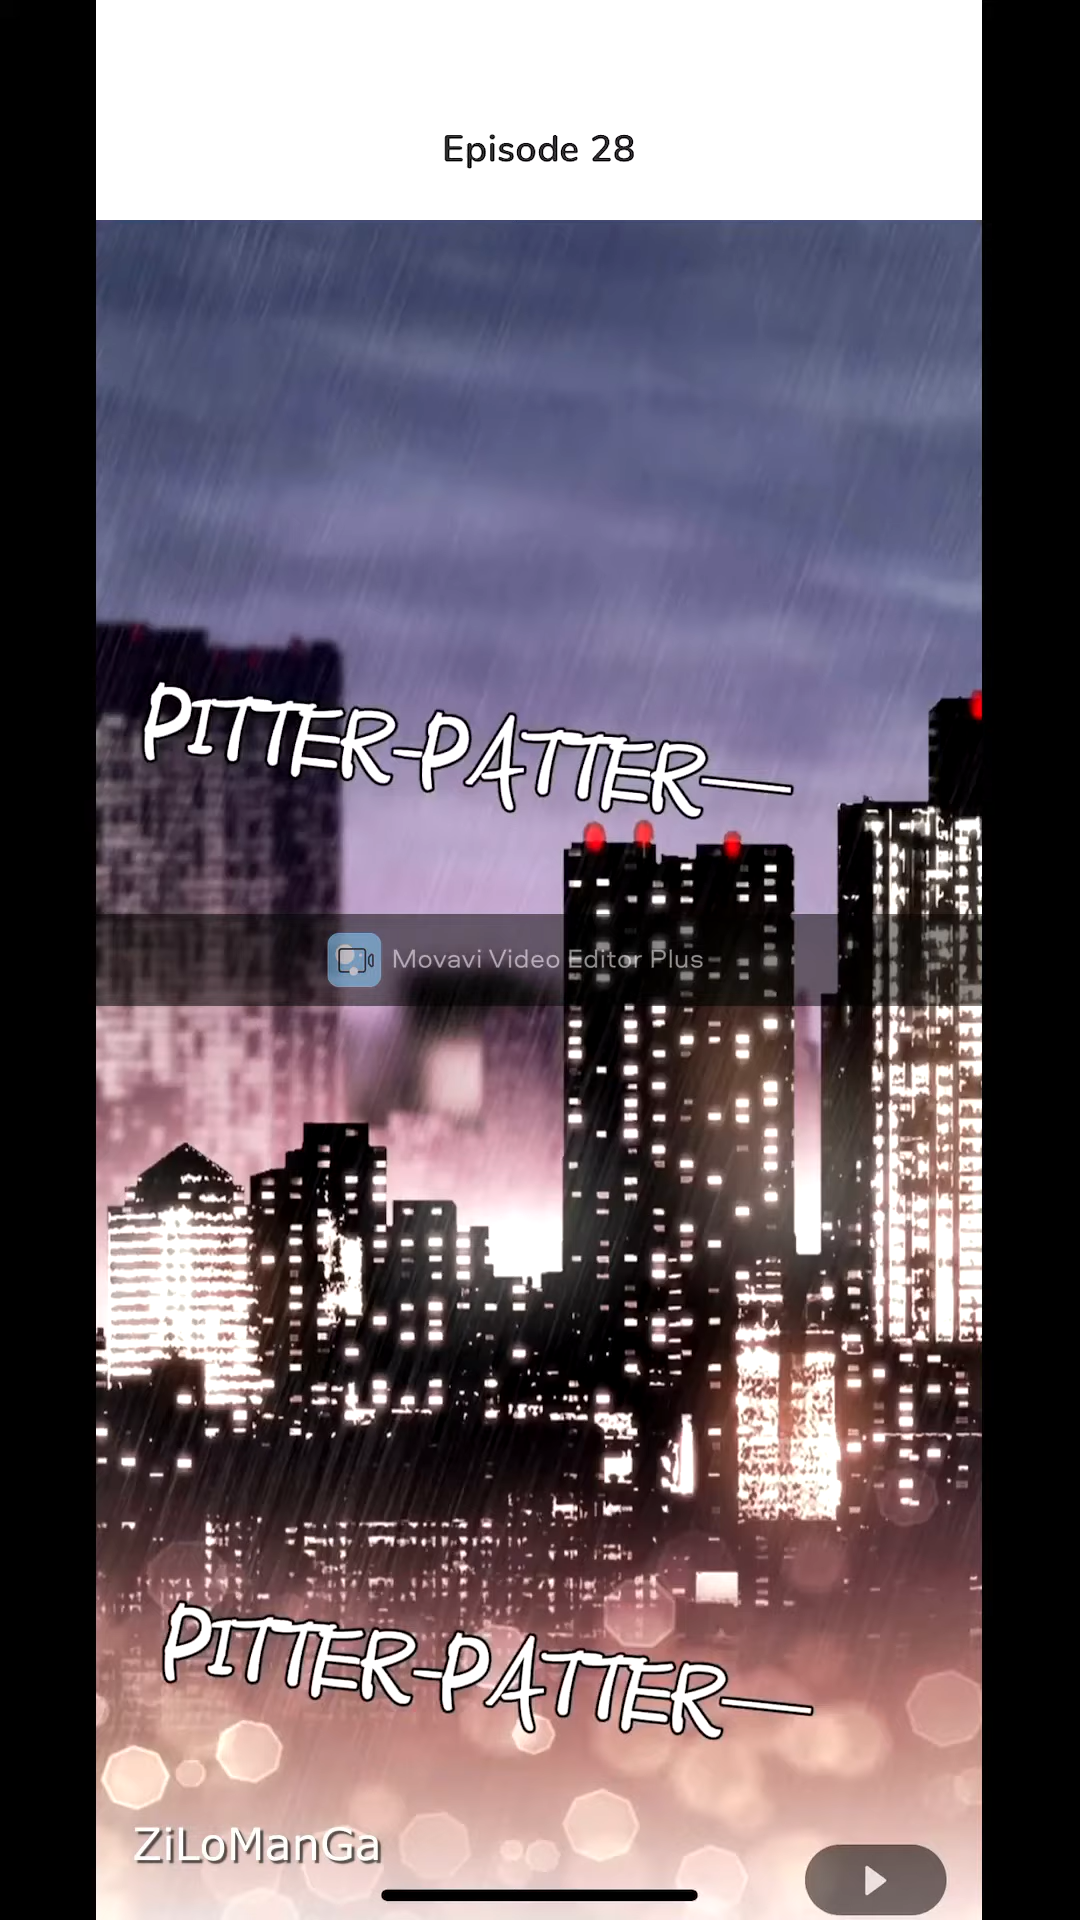 Episode 28
PITTER-PATTER—
Movavi Video Editor Plus
PITTER-PATTER—
ZiLoManGa